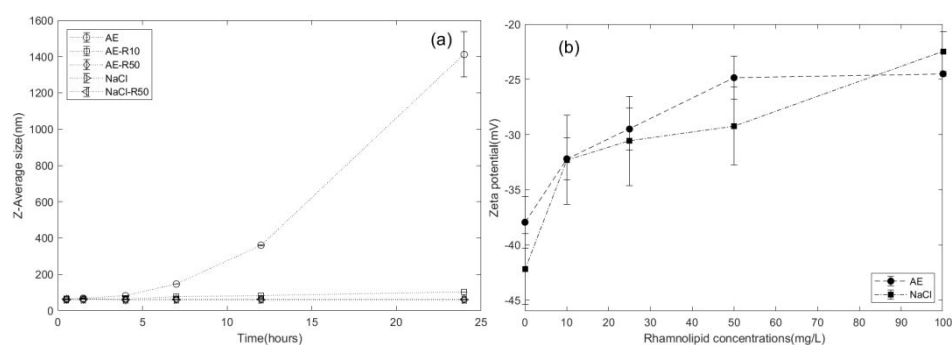 (a)
AE
AE-R10
AE-R50
NaCl
NaCl-R50
1600
1400
1200
1000
800
600
400
200
0
Z-Average size(nm)
0 5 10 15 20 25
Time(hours)
(b)
-20
-25
-30
-35
-40
-45
Zeta potential(mV)
AE
NaCl
0 10 20 30 40 50 60 70 80 90 100
Rhamnolipid concentrations(mg/L)